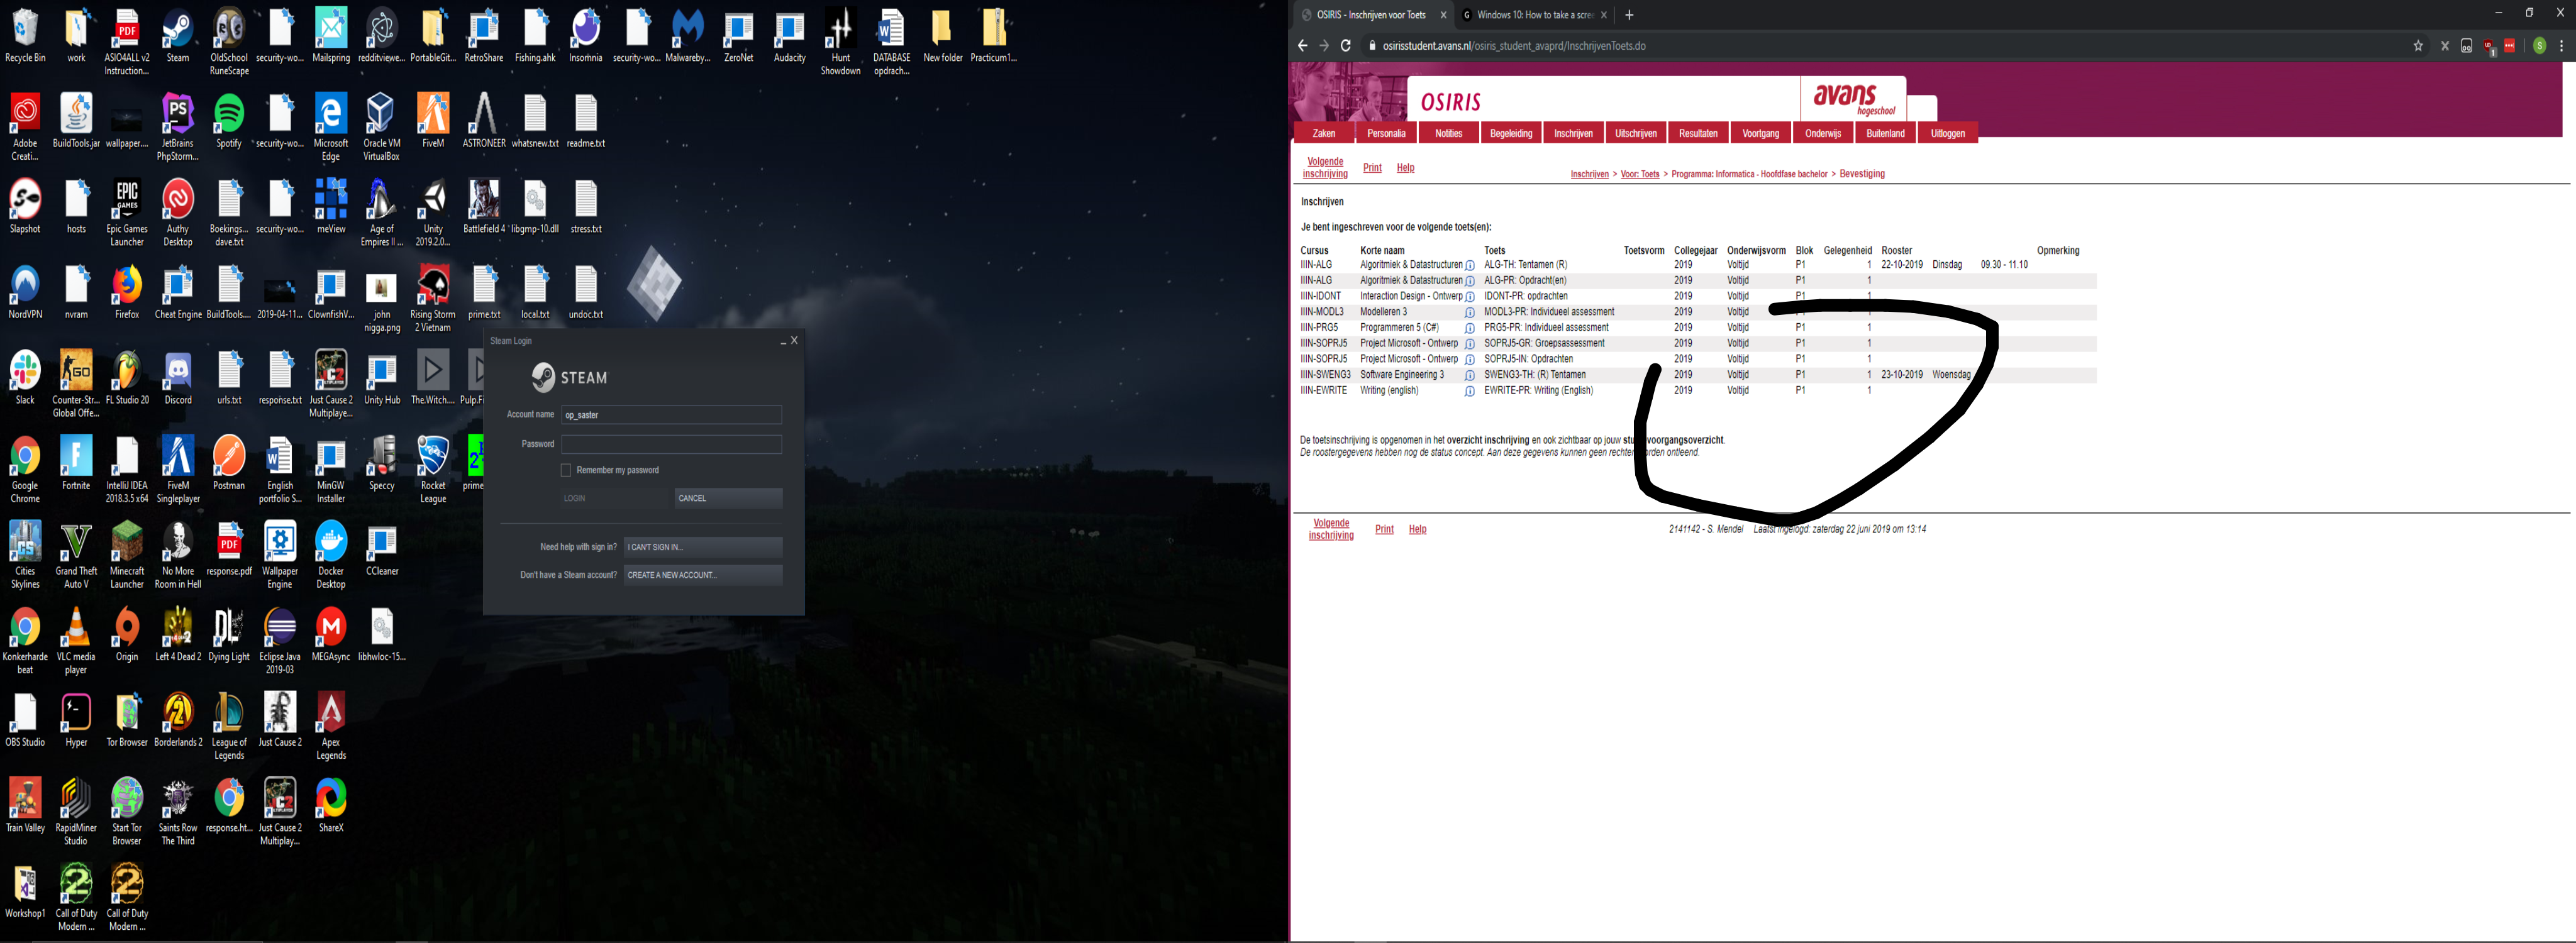 Recycle Bin
work
ASIO4ALL v2
Instruction...
Steam
OldSchool
RuneScape
security-wo...
Mailspring
redditviewe...
PortableGit...
RetroShare
Fishing.ahk
Insomnia
security-wo...
Malwareby...
ZeroNet
Audacity
Hunt
Showdown
DATABASE
opdrach...
New folder
Practicum1...
Adobe
Creati...
BuildTools.jar
wallpaper....
JetBrains
PhpStorm...
Spotify
security-wo...
Microsoft
Edge
Oracle VM
VirtualBox
FiveM
ASTRONEER
whatsnew.txt
readme.txt
Slapshot
hosts
Epic Games
Launcher
Authy
Desktop
Boekings...
dave.txt
security-wo...
meView
Age of
Empires II ...
Unity
2019.2.0...
Battlefield 4
libgmp-10.dll
stress.txt
NordVPN
nvram
Firefox
Cheat Engine
BuildTools....
2019-04-11...
ClownfishV...
john
nigga.png
Rising Storm
2 Vietnam
prime.txt
local.txt
undoc.txt
Slack
Counter-Str...
Global Offe...
FL Studio 20
Discord
urls.txt
response.txt
Just Cause 2
Multiplaye...
Unity Hub
The.Witch....
Pulp.F
Google
Chrome
Fortnite
IntelliJ IDEA
2018.3.5 x64
FiveM
Singleplayer
Postman
English
portfolio S...
MinGW
Installer
Speccy
Rocket
League
prime
Cities
Skylines
Grand Theft
Auto V
Minecraft
Launcher
No More
Room in Hell
response.pdf
Wallpaper
Engine
Docker
Desktop
CCleaner
Konkerharde
beat
VLC media
player
Origin
Left 4 Dead 2
Dying Light
Eclipse Java
2019-03
MEGAsync
libhwloc-15...
OBS Studio
Hyper
Tor Browser
Borderlands 2
League of
Legends
Just Cause 2
Apex
Legends
Train Valley
RapidMiner
Studio
Start Tor
Browser
Saints Row
The Third
response.ht...
Just Cause 2
Multiplay...
ShareX
Workshop1
Call of Duty
Modern ...
Call of Duty
Modern ...
Steam Login
STEAM
Account name op_saster
Password
Remember my password
LOGIN CANCEL
Need help with sign in? I CAN'T SIGN IN...
Don't have a Steam account? CREATE A NEW ACCOUNT...
OSIRIS - Inschrijven voor Toets
Windows 10: How to take a scree
osirisstudent.avans.nl/osiris_student_avaprd/InschrijvenToets.do
OSIRIS
avans
hogeschool
Zaken Personalia Notities Begeleiding Inschrijven Uitschrijven Resultaten Voortgang Onderwijs Buitenland Uitloggen
Volgende
inschrijving Print Help
Inschrijven > Voor: Toets > Programma: Informatica - Hoofdfase bachelor > Bevestiging
Inschrijven
Je bent ingeschreven voor de volgende toets(en):
Cursus Korte naam Toets Toetsvorm Collegejaar Onderwijsvorm Blok Gelegenheid Rooster Opmerking
IIIN-ALG Algoritmiek & Datastructuren ALG-TH: Tentamen (R) 2019 Voltijd P1 1 22-10-2019 Dinsdag 09.30 - 11.10
IIIN-ALG Algoritmiek & Datastructuren ALG-PR: Opdracht(en) 2019 Voltijd P1 1
IIIN-IDONT Interaction Design - Ontwerp IDONT-PR: opdrachten 2019 Voltijd P1 1
IIIN-MODL3 Modelleren 3 MODL3-PR: Individueel assessment 2019 Voltijd
IIIN-PRG5 Programmeren 5 (C#) PRG5-PR: Individueel assessment 2019 Voltijd P1 1
IIIN-SOPRJ5 Project Microsoft - Ontwerp SOPRJ5-GR: Groepsassessment 2019 Voltijd P1 1
IIIN-SOPRJ5 Project Microsoft - Ontwerp SOPRJ5-IN: Opdrachten 2019 Voltijd P1 1
IIIN-SWENG3 Software Engineering 3 SWENG3-TH: (R) Tentamen 2019 Voltijd P1 1 23-10-2019 Woensdag
IIIN-EWRITE Writing (english) EWRITE-PR: Writing (English) 2019 Voltijd P1 1
De toetsinschrijving is opgenomen in het overzicht inschrijving en ook zichtbaar op jouw stu voorgangsoverzicht.
De roostergegevens hebben nog de status concept. Aan deze gegevens kunnen geen rechte orden ontleend.
Volgende
inschrijving Print Help
2141142 - S. Mendel Laatst ingelogd: zaterdag 22 juni 2019 om 13:14